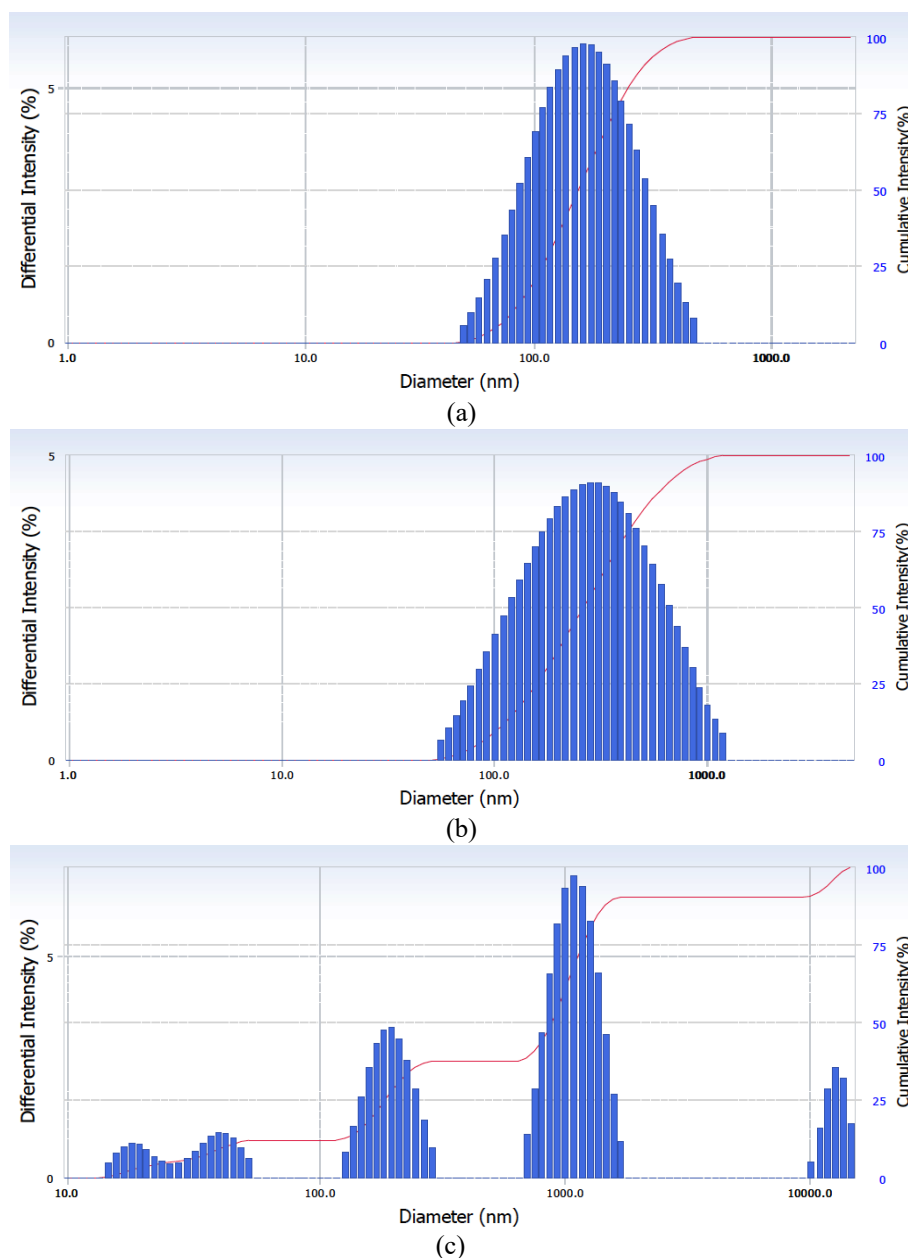 Differential Intensity (%)
5
0
100
75
50
25
0
Cumulative Intensity(%)
1.0 10.0 100.0 1000.0
Diameter (nm)
(a)
Differential Intensity (%)
5
0
100
75
50
25
0
Cumulative Intensity(%)
1.0 10.0 100.0 1000.0
Diameter (nm)
(b)
Differential Intensity (%)
5
0
100
75
50
25
0
Cumulative Intensity(%)
10.0 100.0 1000.0 10000.0
Diameter (nm)
(c)